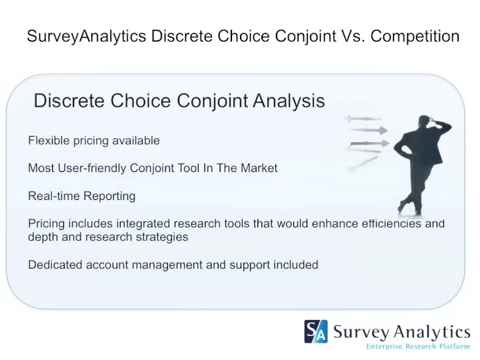 SurveyAnalytics Discrete Choice Conjoint Vs. Competition
Discrete Choice Conjoint Analysis
Flexible pricing available
Most User-friendly Conjoint Tool In The Market
Real-time Reporting
Pricing includes integrated research tools that would enhance efficiencies and
depth and research strategies
Dedicated account management and support included
S/A Survey Analytics
Enterprise Research Platform